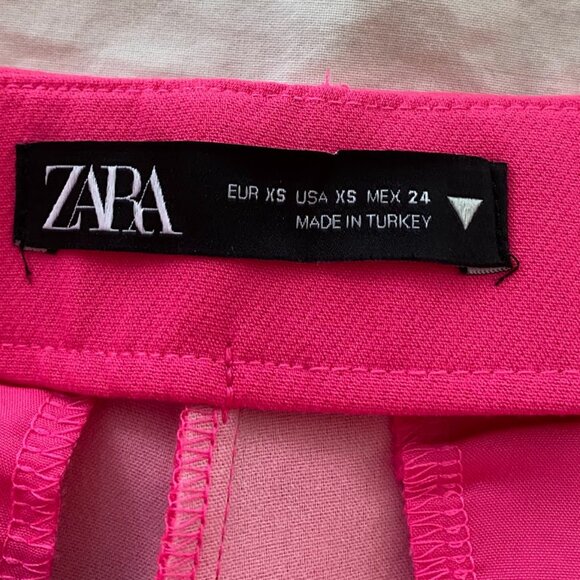 ZARA
EUR XS USA XS MEX 24
MADE IN TURKEY